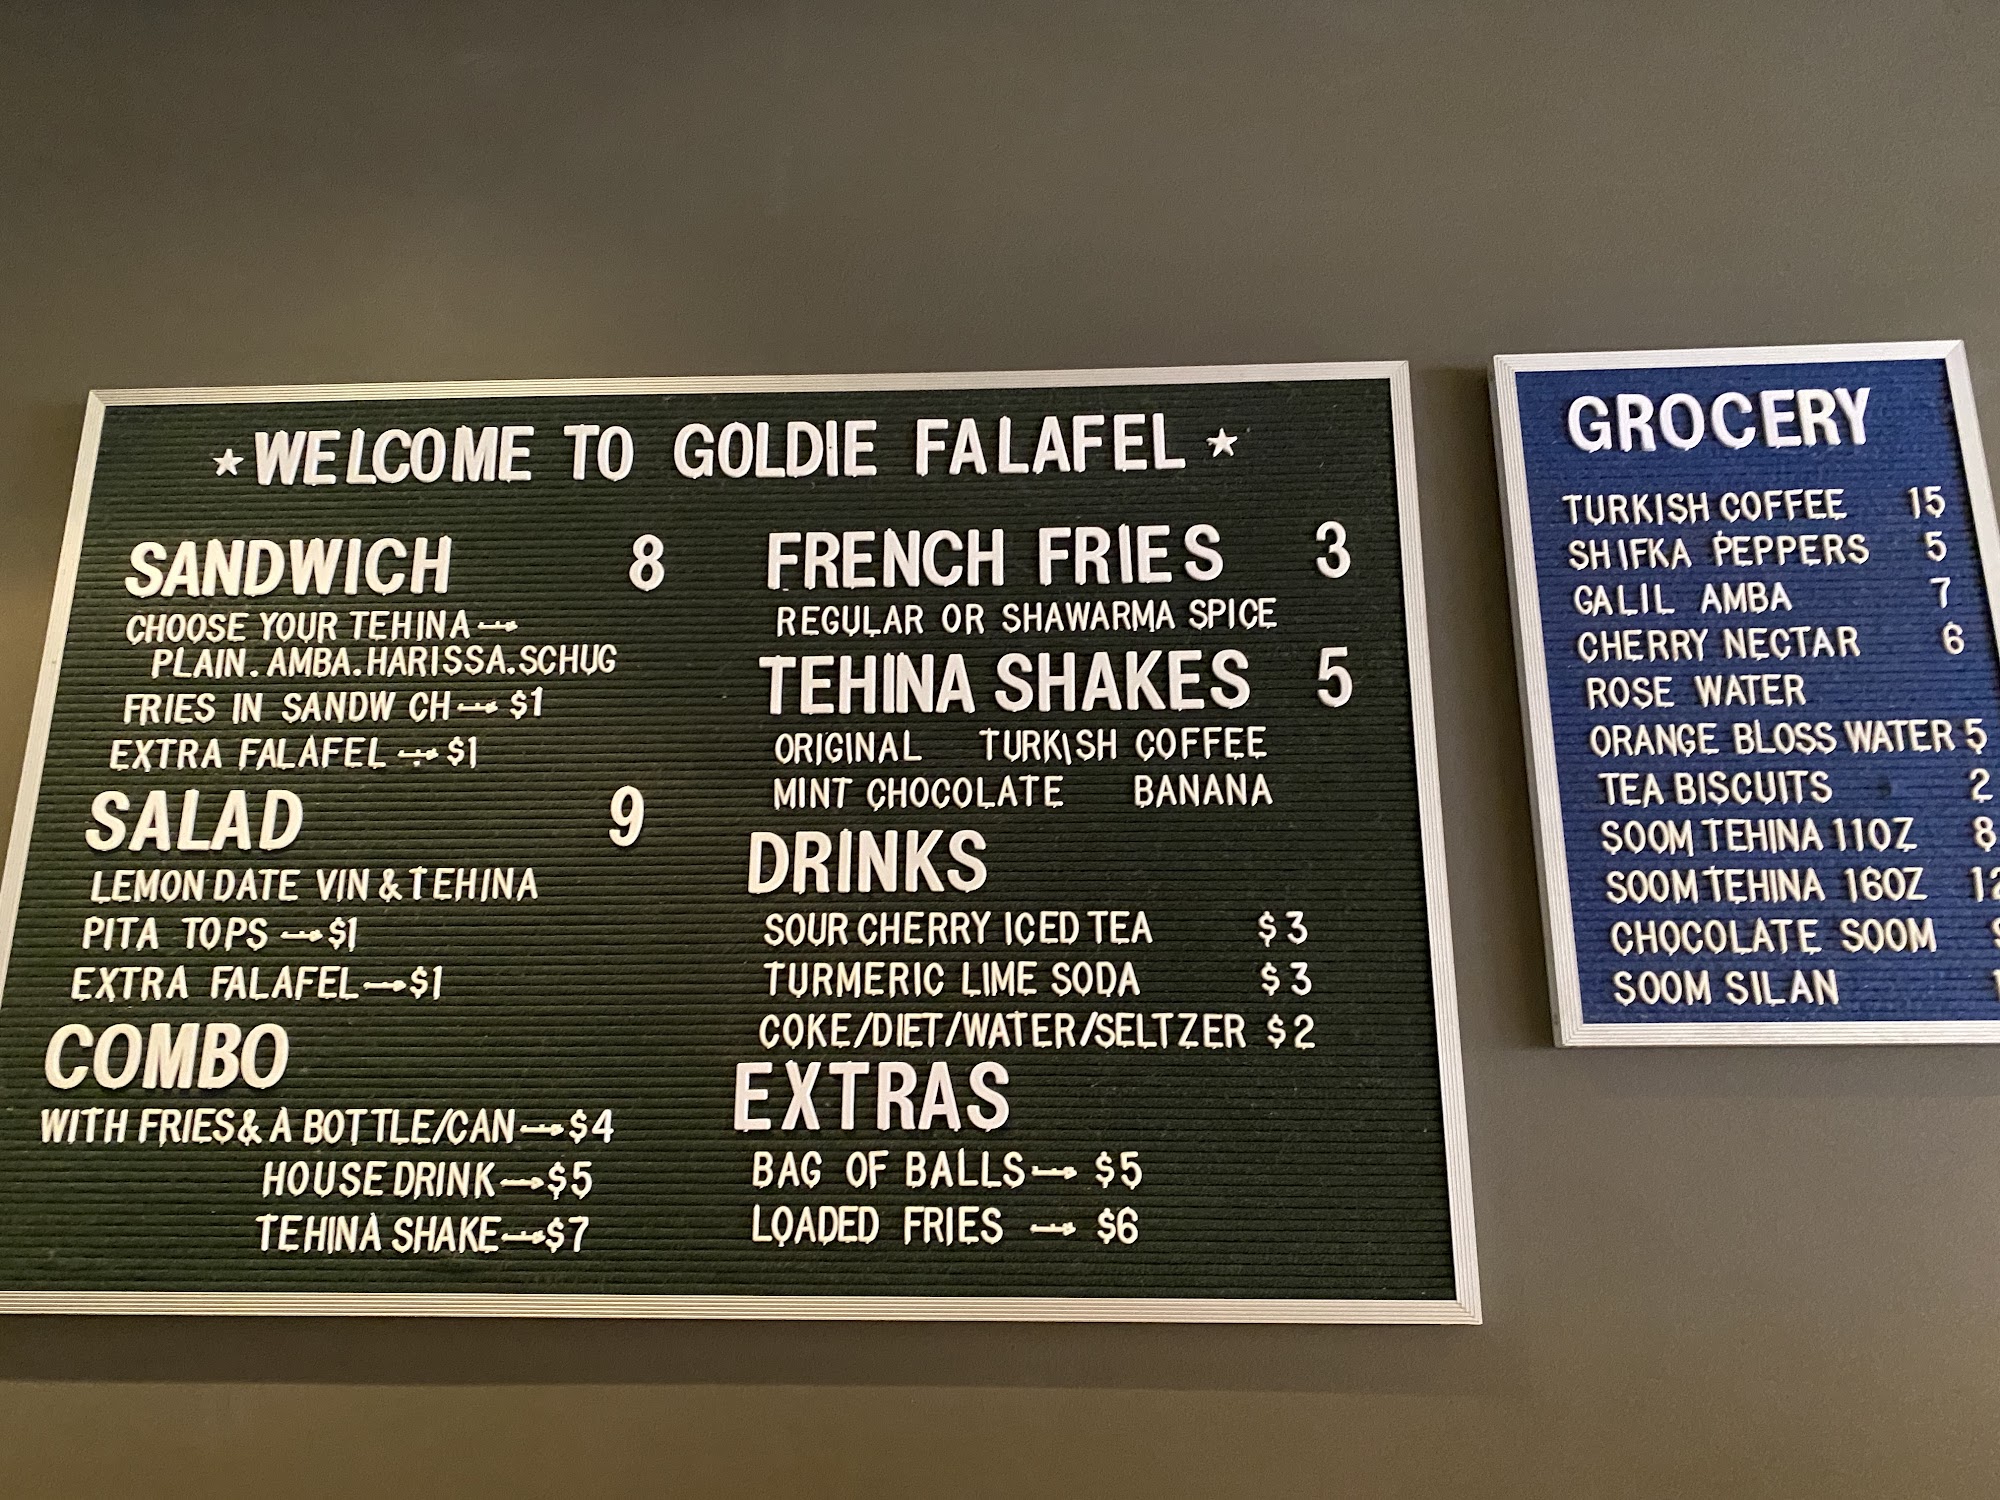 ★ WELCOME TO GOLDIE FALAFEL ★
SANDWICH 8
CHOOSE YOUR TEHINA →
PLAIN. AMBA. HARISSA. SCHUG
FRIES IN SANDW CH → $1
EXTRA FALAFEL → $1
SALAD 9
LEMON DATE VIN & TEHINA
PITA TOPS → $1
EXTRA FALAFEL → $1
COMBO
WITH FRIES & A BOTTLE/CAN → $4
HOUSE DRINK → $5
TEHINA SHAKE → $7
FRENCH FRIES 3
REGULAR OR SHAWARMA SPICE
TEHINA SHAKES 5
ORIGINAL TURKISH COFFEE
MINT CHOCOLATE BANANA
DRINKS
SOUR CHERRY ICED TEA $3
TURMERIC LIME SODA $3
COKE/DIET/WATER/SELTZER $2
EXTRAS
BAG OF BALLS → $5
LOADED FRIES → $6
GROCERY
TURKISH COFFEE 15
SHIFKA PEPPERS 5
GALIL AMBA 7
CHERRY NECTAR 6
ROSE WATER
ORANGE BLOSS WATER 5
TEA BISCUITS 2
SOOM TEHINA 11OZ 8
SOOM TEHINA 16OZ 12
CHOCOLATE SOOM
SOOM SILAN